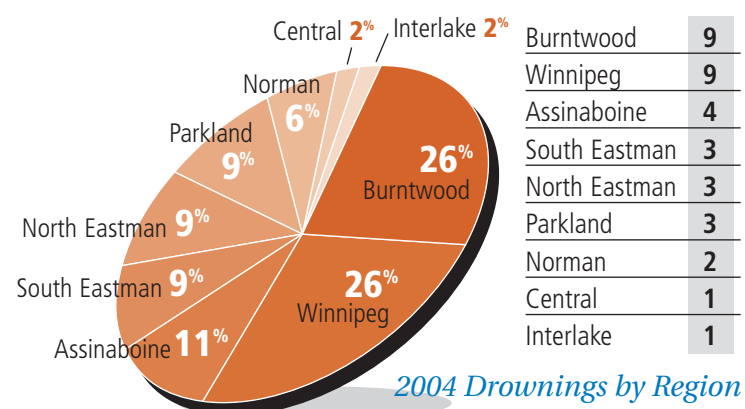 Central 2%
Interlake 2%
Norman
6%
Parkland
9%
North Eastman 9%
South Eastman 9%
Assinaboine 11%
26%
Winnipeg
26%
Burntwood
Burntwood 9
Winnipeg 9
Assinaboine 4
South Eastman 3
North Eastman 3
Parkland 3
Norman 2
Central 1
Interlake 1
2004 Drownings by Region